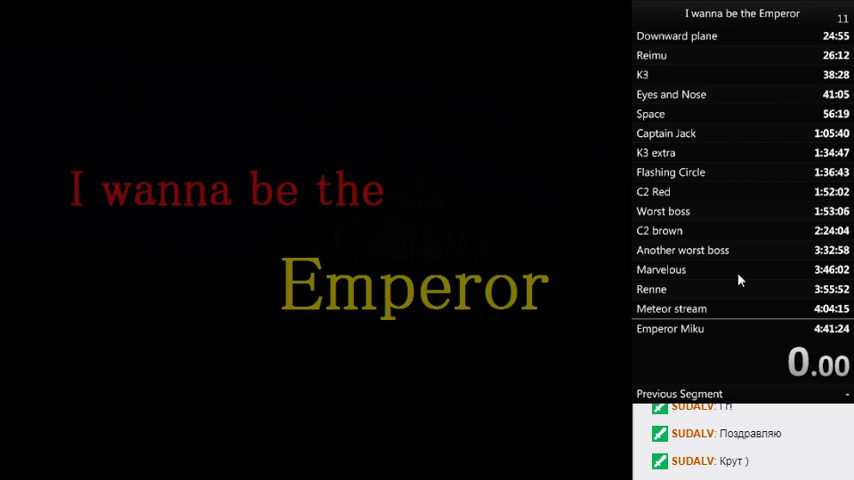 I wanna be the
Emperor
I wanna be the Emperor
11
Downward plane 24:55
Reimu 26:12
K3 38:28
Eyes and Nose 41:05
Space 56:19
Captain Jack 1:05:40
K3 extra 1:34:47
Flashing Circle 1:36:43
C2 Red 1:52:02
Worst boss 1:53:06
C2 brown 2:24:04
Another worst boss 3:32:58
Marvelous 3:46:02
Renne 3:55:52
Meteor stream 4:04:15
Emperor Miku 4:41:24
0.00
Previous Segment -
SUDALV:
SUDALV: Поздравляю
SUDALV: Крут )